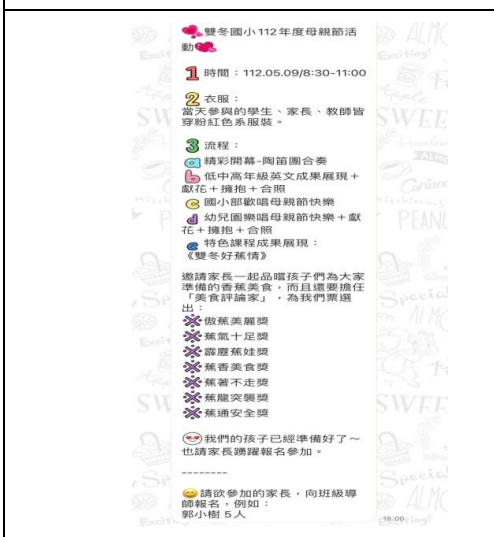 💕雙冬國小112年度母親節活
動💕
1 時間：112.05.09/8:30-11:00
2 衣服：
當天參與的學生、家長、教師皆
穿粉紅色系服裝。
3 流程：
a 精彩開幕-陶笛團合奏
b 低中高年級英文成果展現+
獻花+擁抱+合照
c 國小部歡唱母親節快樂
d 幼兒園樂唱母親節快樂+獻
花+擁抱+合照
e 特色課程成果展現：
《雙冬好蕉情》
邀請家長一起品嚐孩子們為大家
準備的香蕉美食，而且還要擔任
「美食評論家」，為我們票選
出：
※傲蕉美麗獎
※蕉氣十足獎
※霹靂蕉娃獎
※蕉香美食獎
※蕉著不走獎
※蕉龍突襲獎
※蕉通安全獎
😍我們的孩子已經準備好了~
也請家長踴躍報名參加。
--------
😄請欲參加的家長，向班級導
師報名，例如：
郭小樹 5人
18:00